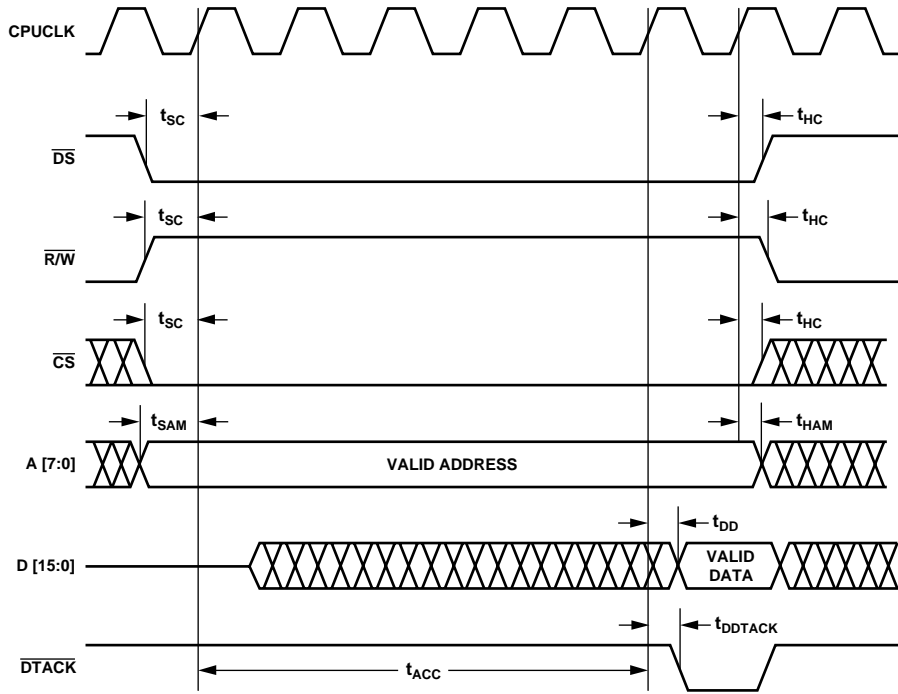 CPUCLK
tSC
tHC
DS
tSC
tHC
R/W
tSC
tHC
CS
tSAM
tHAM
A [7:0]
VALID ADDRESS
tDD
D [15:0]
VALID
DATA
tDDTACK
DTACK
tACC